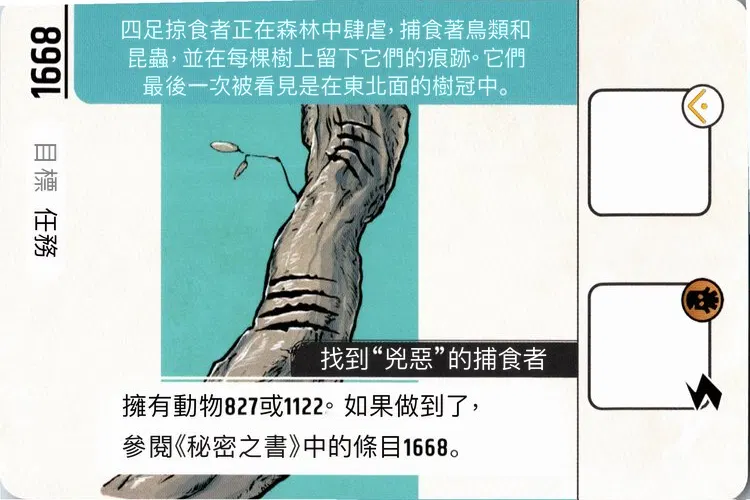 1668
目標 任務
四足掠食者正在森林中肆虐，捕食著鳥類和
昆蟲，並在每棵樹上留下它們的痕跡。它們
最後一次被看見是在東北面的樹冠中。
找到“兇惡”的捕食者
擁有動物827或1122。如果做到了，
參閱《秘密之書》中的條目1668。